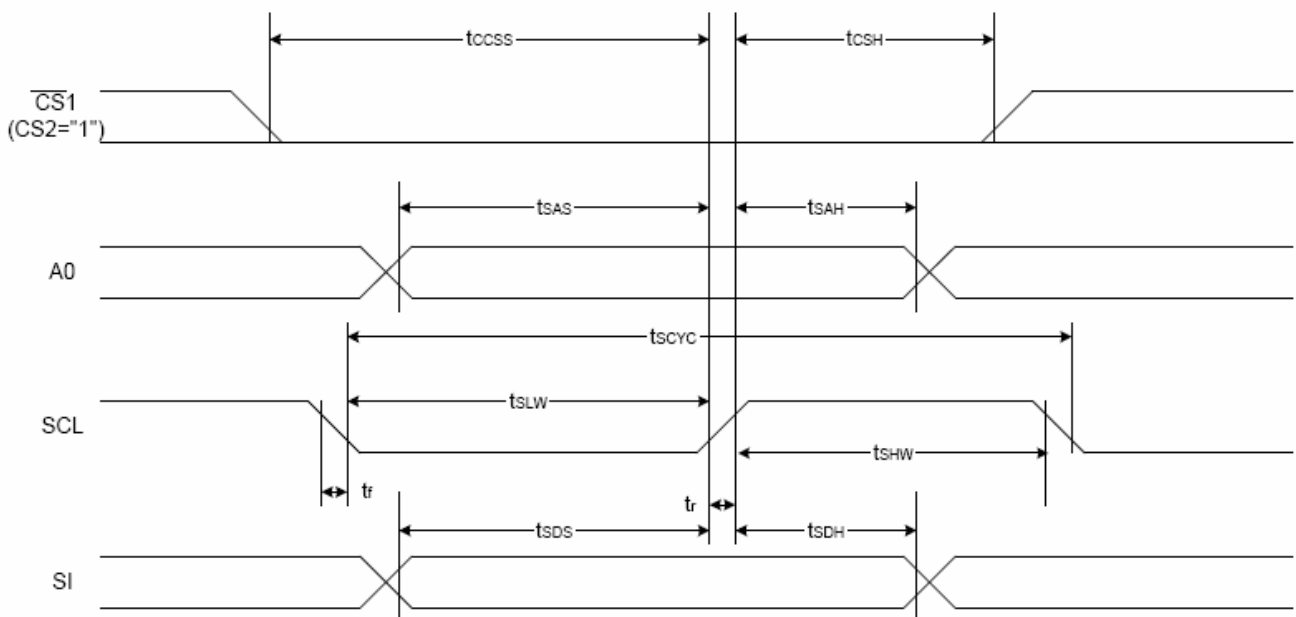 tCCSS
tCSH
CS1
(CS2="1")
tSAS
tSAH
A0
tSCYC
tSLW
SCL
tSHW
tf
tr
tSDS
tSDH
SI